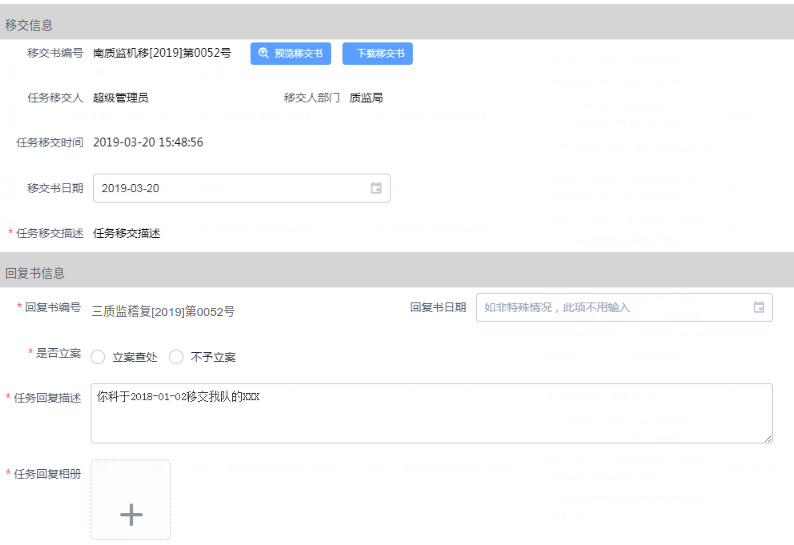 移交信息
移交书编号 南质监机移[2019]第0052号 预览移交书 下载移交书
任务移交人 超级管理员 移交人部门 质监局
任务移交时间 2019-03-20 15:48:56
移交书日期 2019-03-20
* 任务移交描述 任务移交描述
回复书信息
* 回复书编号 三质监稽复[2019]第0052号 回复书日期 如非特殊情况，此项不用输入
* 是否立案 立案查处 不予立案
* 任务回复描述 你科于2018-01-02移交我队的XXX
* 任务回复相册